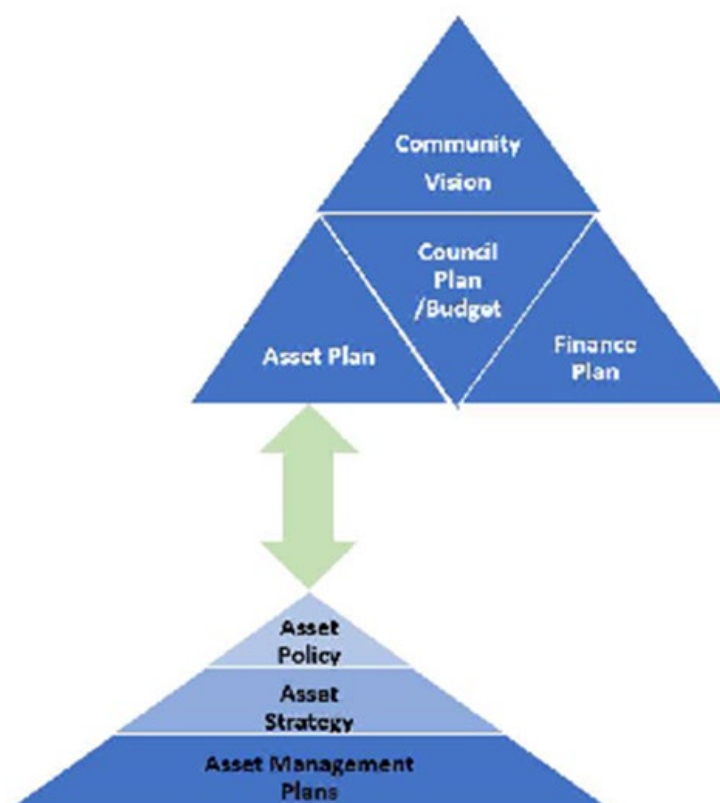 Community
Vision
Council
Plan
/Budget
Asset Plan
Finance
Plan
Asset
Policy
Asset
Strategy
Asset Management
Plans